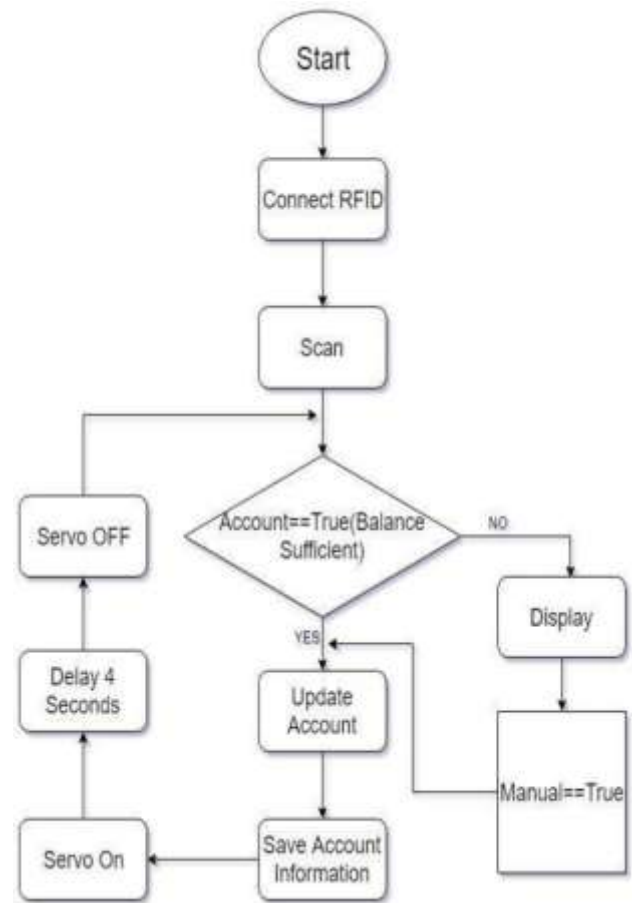 Start
Connect RFID
Scan
Account==True(Balance
Sufficient)
NO
Servo OFF
Display
YES
Delay 4
Seconds
Update
Account
Manual==True
Servo On
Save Account
Information